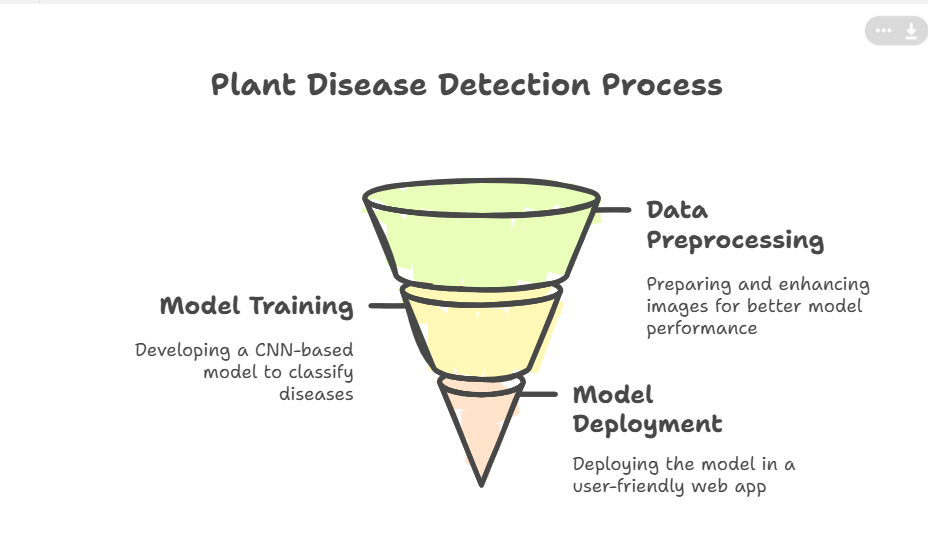 Plant Disease Detection Process
Data
Preprocessing
Preparing and enhancing
images for better model
performance
Model Training
Developing a CNN-based
model to classify
diseases
Model
Deployment
Deploying the model in a
user-friendly web app